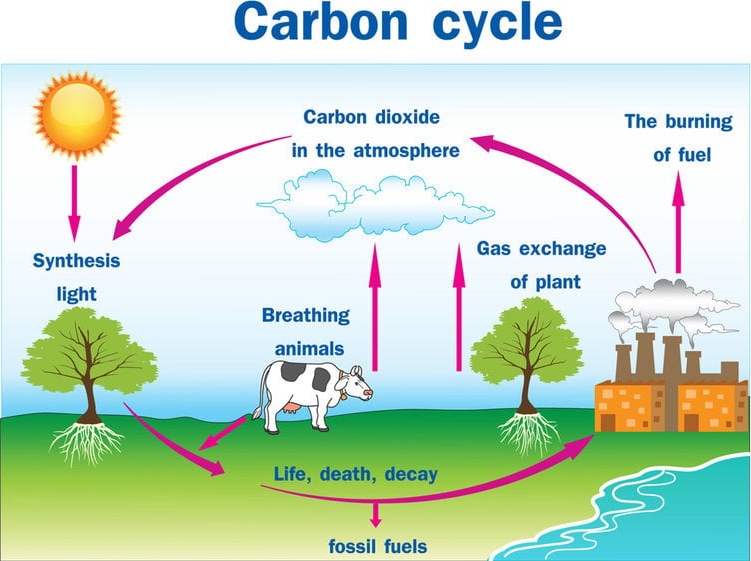 Carbon cycle
Carbon dioxide
in the atmosphere
The burning
of fuel
Synthesis
light
Gas exchange
of plant
Breathing
animals
Life, death, decay
fossil fuels